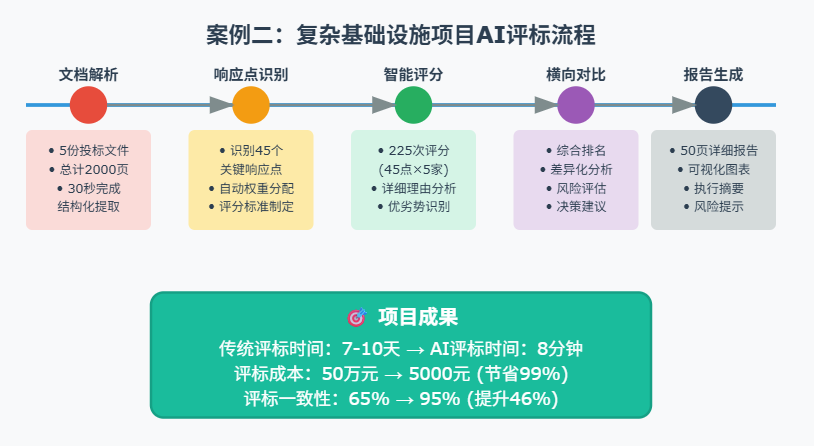 案例二：复杂基础设施项目AI评标流程
文档解析
响应点识别
智能评分
横向对比
报告生成
• 5份投标文件
• 总计2000页
• 30秒完成
结构化提取
• 识别45个
关键响应点
• 自动权重分配
• 评分标准制定
• 225次评分
(45点×5家)
• 详细理由分析
• 优劣势识别
• 综合排名
• 差异化分析
• 风险评估
• 决策建议
• 50页详细报告
• 可视化图表
• 执行摘要
• 风险提示
🎯 项目成果
传统评标时间：7-10天 → AI评标时间：8分钟
评标成本：50万元 → 5000元 (节省99%)
评标一致性：65% → 95% (提升46%)